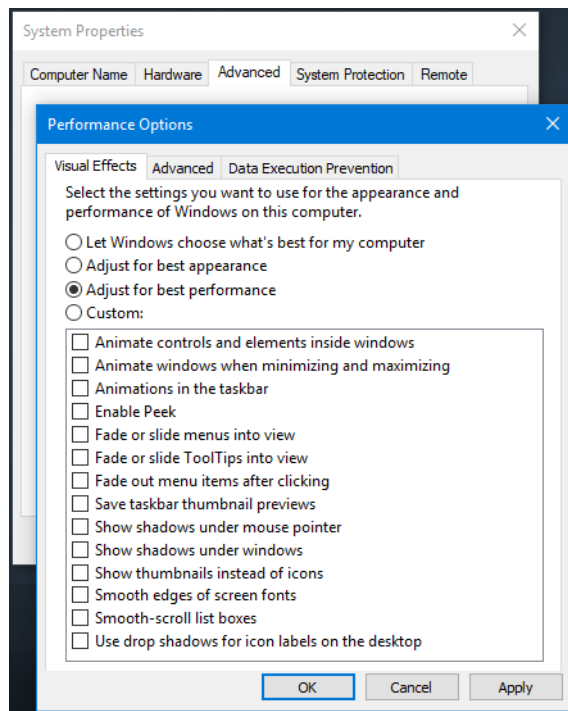 System Properties
Computer Name Hardware Advanced System Protection Remote
Performance Options
Visual Effects Advanced Data Execution Prevention
Select the settings you want to use for the appearance and
performance of Windows on this computer.
Let Windows choose what's best for my computer
Adjust for best appearance
Adjust for best performance
Custom:
Animate controls and elements inside windows
Animate windows when minimizing and maximizing
Animations in the taskbar
Enable Peek
Fade or slide menus into view
Fade or slide ToolTips into view
Fade out menu items after clicking
Save taskbar thumbnail previews
Show shadows under mouse pointer
Show shadows under windows
Show thumbnails instead of icons
Smooth edges of screen fonts
Smooth-scroll list boxes
Use drop shadows for icon labels on the desktop
OK Cancel Apply